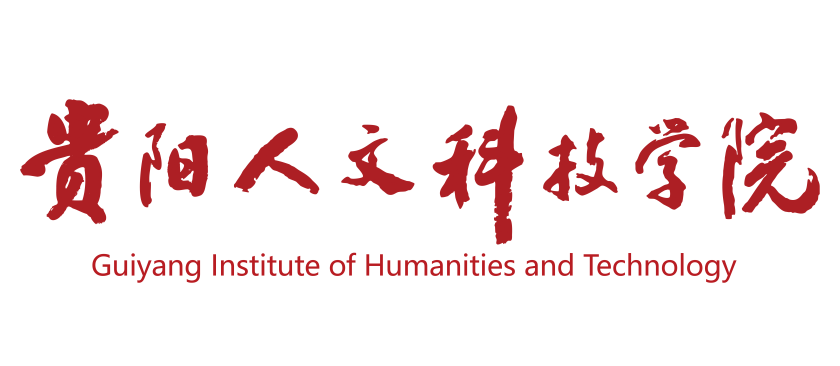 贵阳人文科技学院
Guiyang Institute of Humanities and Technology